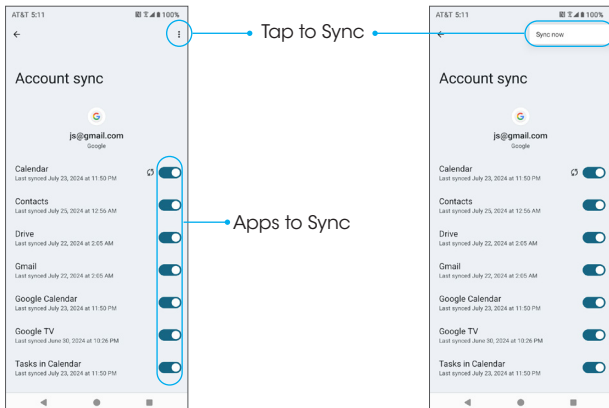 AT&T 5:11
100%
Account sync
G
js@gmail.com
Google
Calendar
Last synced July 23, 2024 at 11:50 PM
Contacts
Last synced July 25, 2024 at 12:56 AM
Drive
Last synced July 22, 2024 at 2:05 AM
Gmail
Last synced July 22, 2024 at 2:05 AM
Google Calendar
Last synced July 23, 2024 at 11:50 PM
Google TV
Last synced June 30, 2024 at 10:26 PM
Tasks in Calendar
Last synced July 23, 2024 at 11:50 PM
Tap to Sync
Apps to Sync
AT&T 5:11
100%
Sync now
Account sync
G
js@gmail.com
Google
Calendar
Last synced July 23, 2024 at 11:50 PM
Contacts
Last synced July 25, 2024 at 12:56 AM
Drive
Last synced July 22, 2024 at 2:05 AM
Gmail
Last synced July 22, 2024 at 2:05 AM
Google Calendar
Last synced July 23, 2024 at 11:50 PM
Google TV
Last synced June 30, 2024 at 10:26 PM
Tasks in Calendar
Last synced July 23, 2024 at 11:50 PM